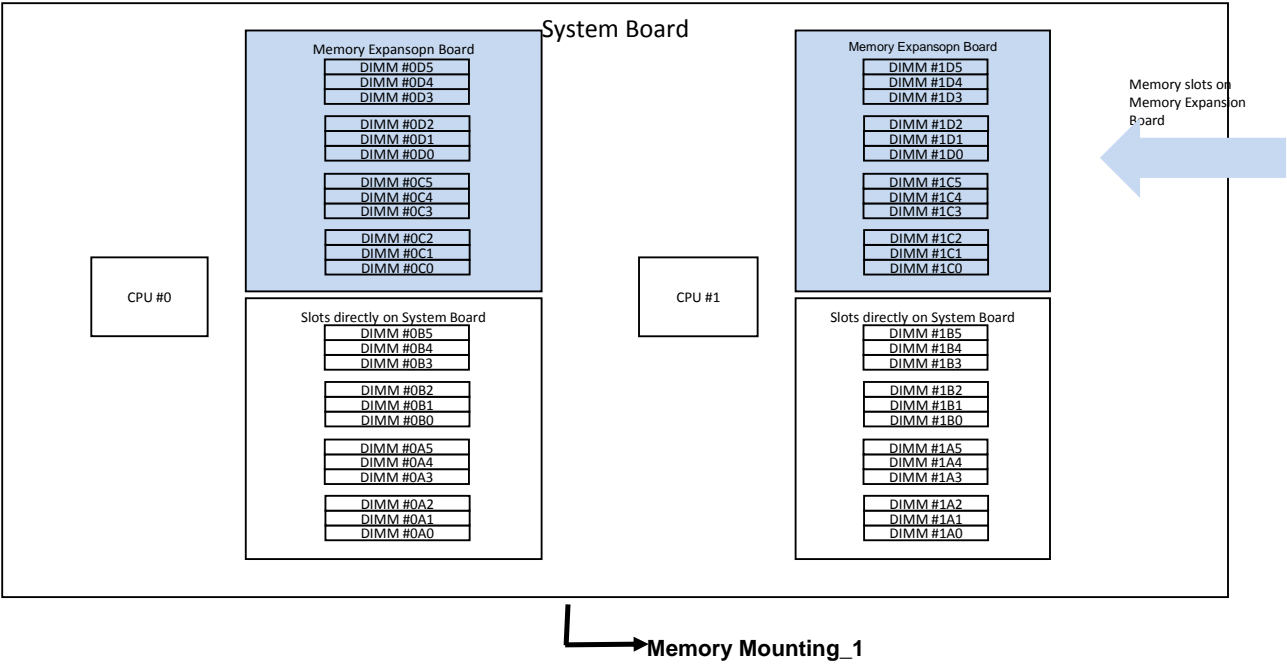 System Board
Memory Expansopn Board
DIMM #0D5
DIMM #0D4
DIMM #0D3
DIMM #0D2
DIMM #0D1
DIMM #0D0
DIMM #0C5
DIMM #0C4
DIMM #0C3
DIMM #0C2
DIMM #0C1
DIMM #0C0
CPU #0
Slots directly on System Board
DIMM #0B5
DIMM #0B4
DIMM #0B3
DIMM #0B2
DIMM #0B1
DIMM #0B0
DIMM #0A5
DIMM #0A4
DIMM #0A3
DIMM #0A2
DIMM #0A1
DIMM #0A0
Memory Expansopn Board
DIMM #1D5
DIMM #1D4
DIMM #1D3
DIMM #1D2
DIMM #1D1
DIMM #1D0
DIMM #1C5
DIMM #1C4
DIMM #1C3
DIMM #1C2
DIMM #1C1
DIMM #1C0
CPU #1
Slots directly on System Board
DIMM #1B5
DIMM #1B4
DIMM #1B3
DIMM #1B2
DIMM #1B1
DIMM #1B0
DIMM #1A5
DIMM #1A4
DIMM #1A3
DIMM #1A2
DIMM #1A1
DIMM #1A0
Memory slots on
Memory Expansion
Board
Memory Mounting_1